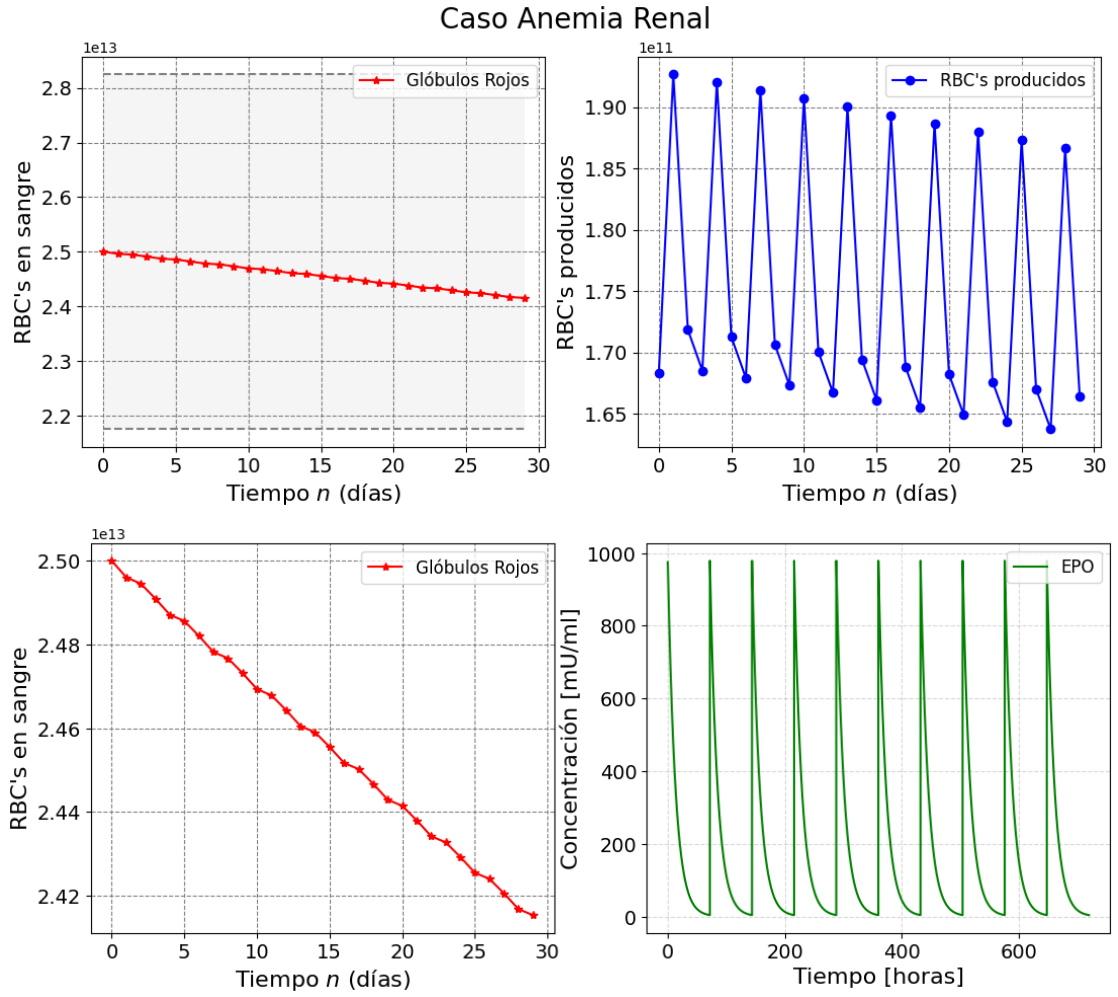 Caso Anemia Renal
1e13
Glóbulos Rojos
2.8
2.7
2.6
2.5
2.4
2.3
2.2
RBC's en sangre
0 5 10 15 20 25 30
Tiempo n (días)
1e11
RBC's producidos
1.90
1.85
1.80
1.75
1.70
1.65
RBC's producidos
0 5 10 15 20 25 30
Tiempo n (días)
1e13
Glóbulos Rojos
2.50
2.48
2.46
2.44
2.42
RBC's en sangre
0 5 10 15 20 25 30
Tiempo n (días)
EPO
1000
800
600
400
200
0
Concentración [mU/ml]
0 200 400 600
Tiempo [horas]